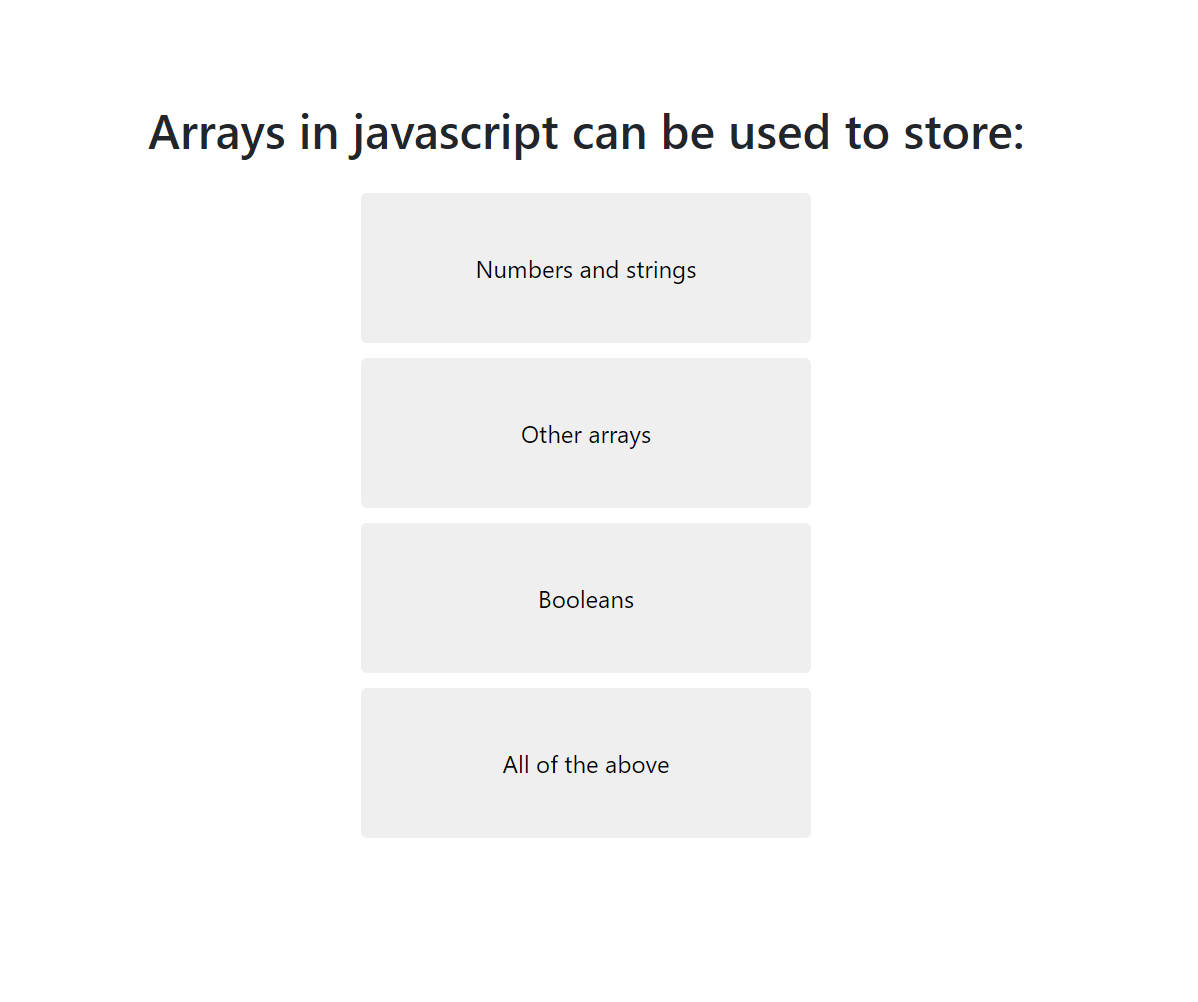 Arrays in javascript can be used to store:
Numbers and strings
Other arrays
Booleans
All of the above